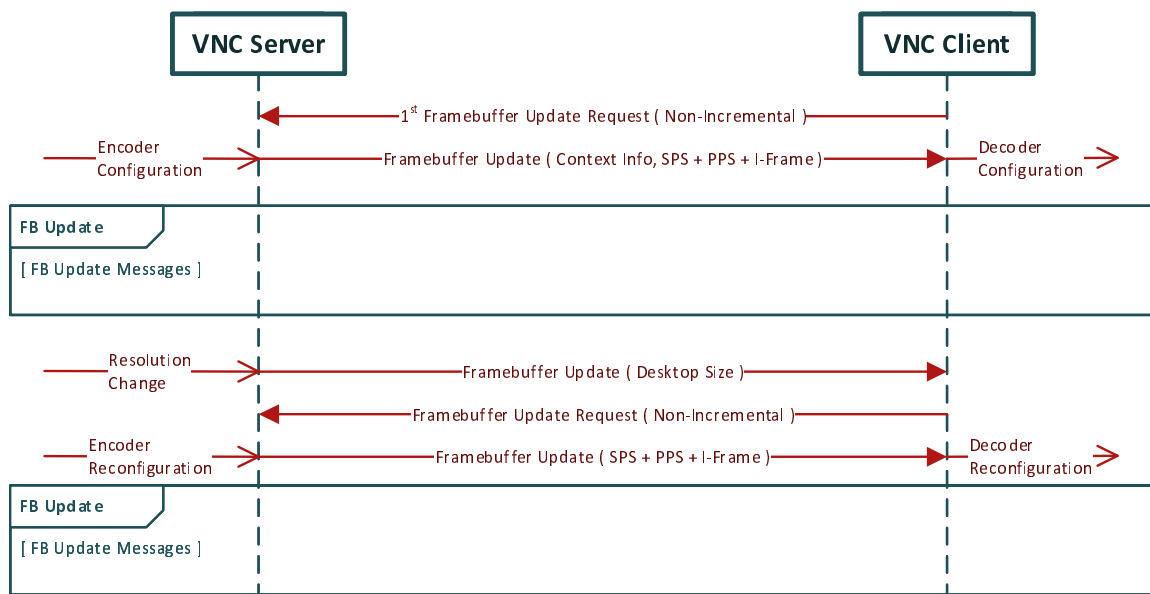 VNC Server
VNC Client
1st Framebuffer Update Request ( Non-Incremental )
Encoder
Configuration
Framebuffer Update ( Context Info, SPS + PPS + I-Frame )
Decoder
Configuration
FB Update
[ FB Update Messages ]
Resolution
Change
Framebuffer Update ( Desktop Size )
Framebuffer Update Request ( Non-Incremental )
Encoder
Reconfiguration
Framebuffer Update ( SPS + PPS + I-Frame )
Decoder
Reconfiguration
FB Update
[ FB Update Messages ]